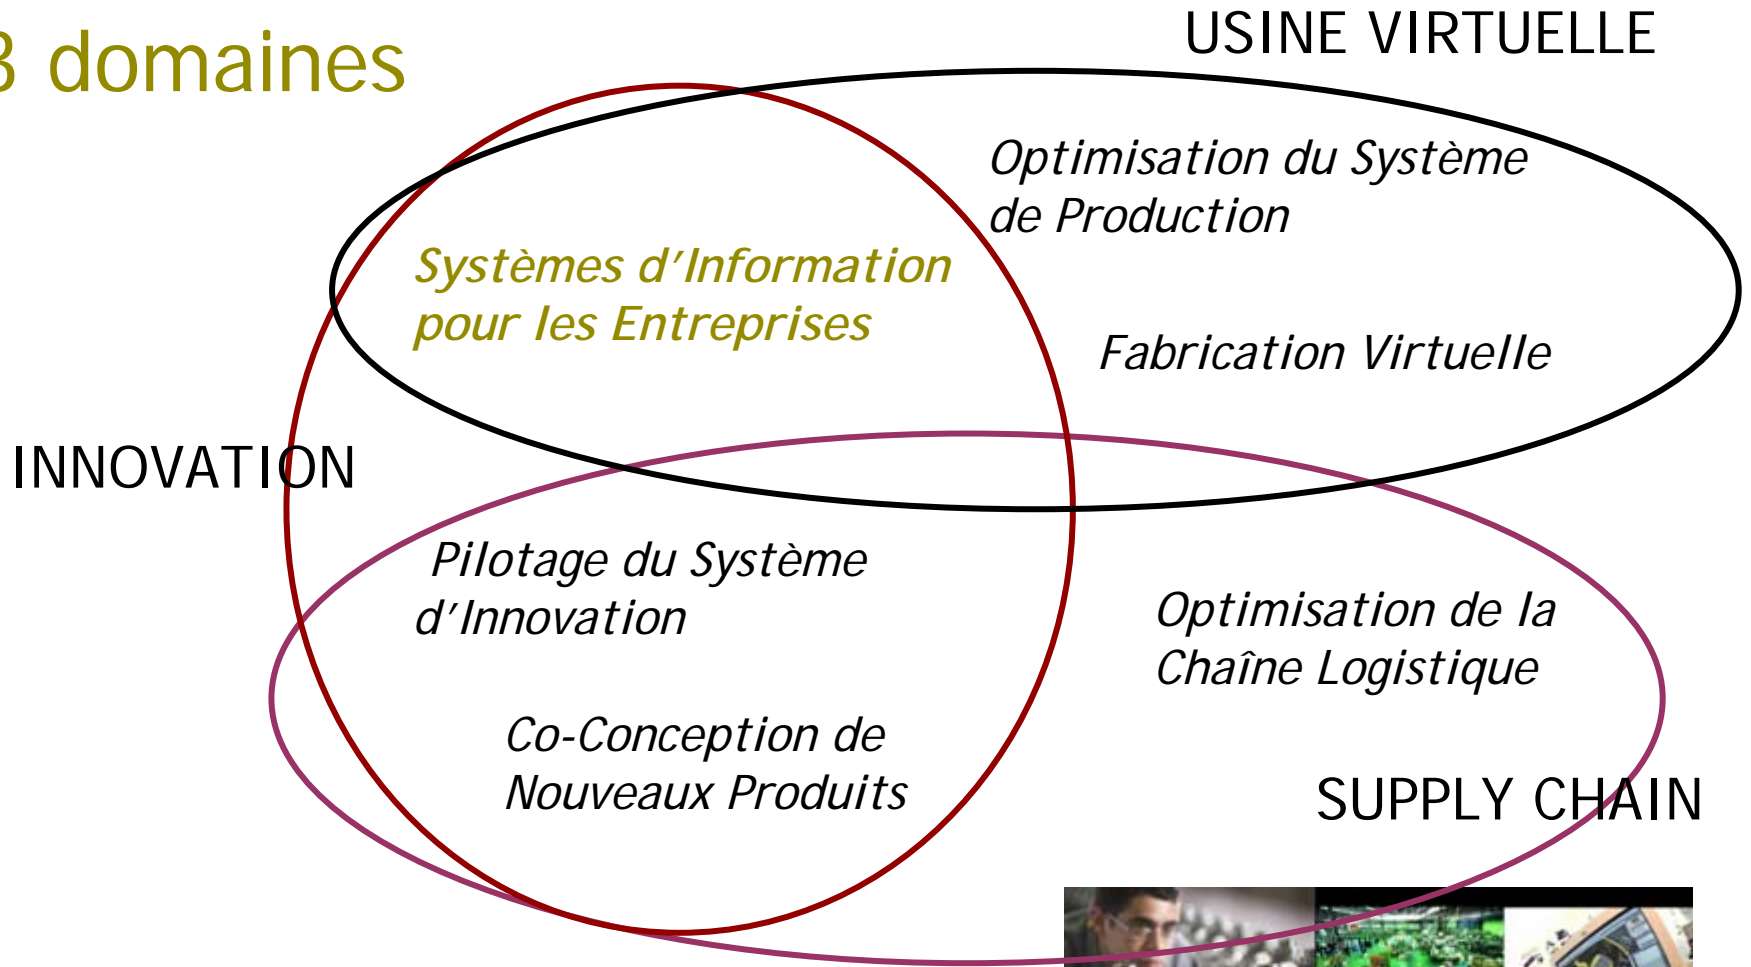 3 domaines
USINE VIRTUELLE
Optimisation du Système
de Production
Systèmes d'Information
pour les Entreprises
Fabrication Virtuelle
INNOVATION
Pilotage du Système
d'Innovation
Optimisation de la
Chaîne Logistique
Co-Conception de
Nouveaux Produits
SUPPLY CHAIN